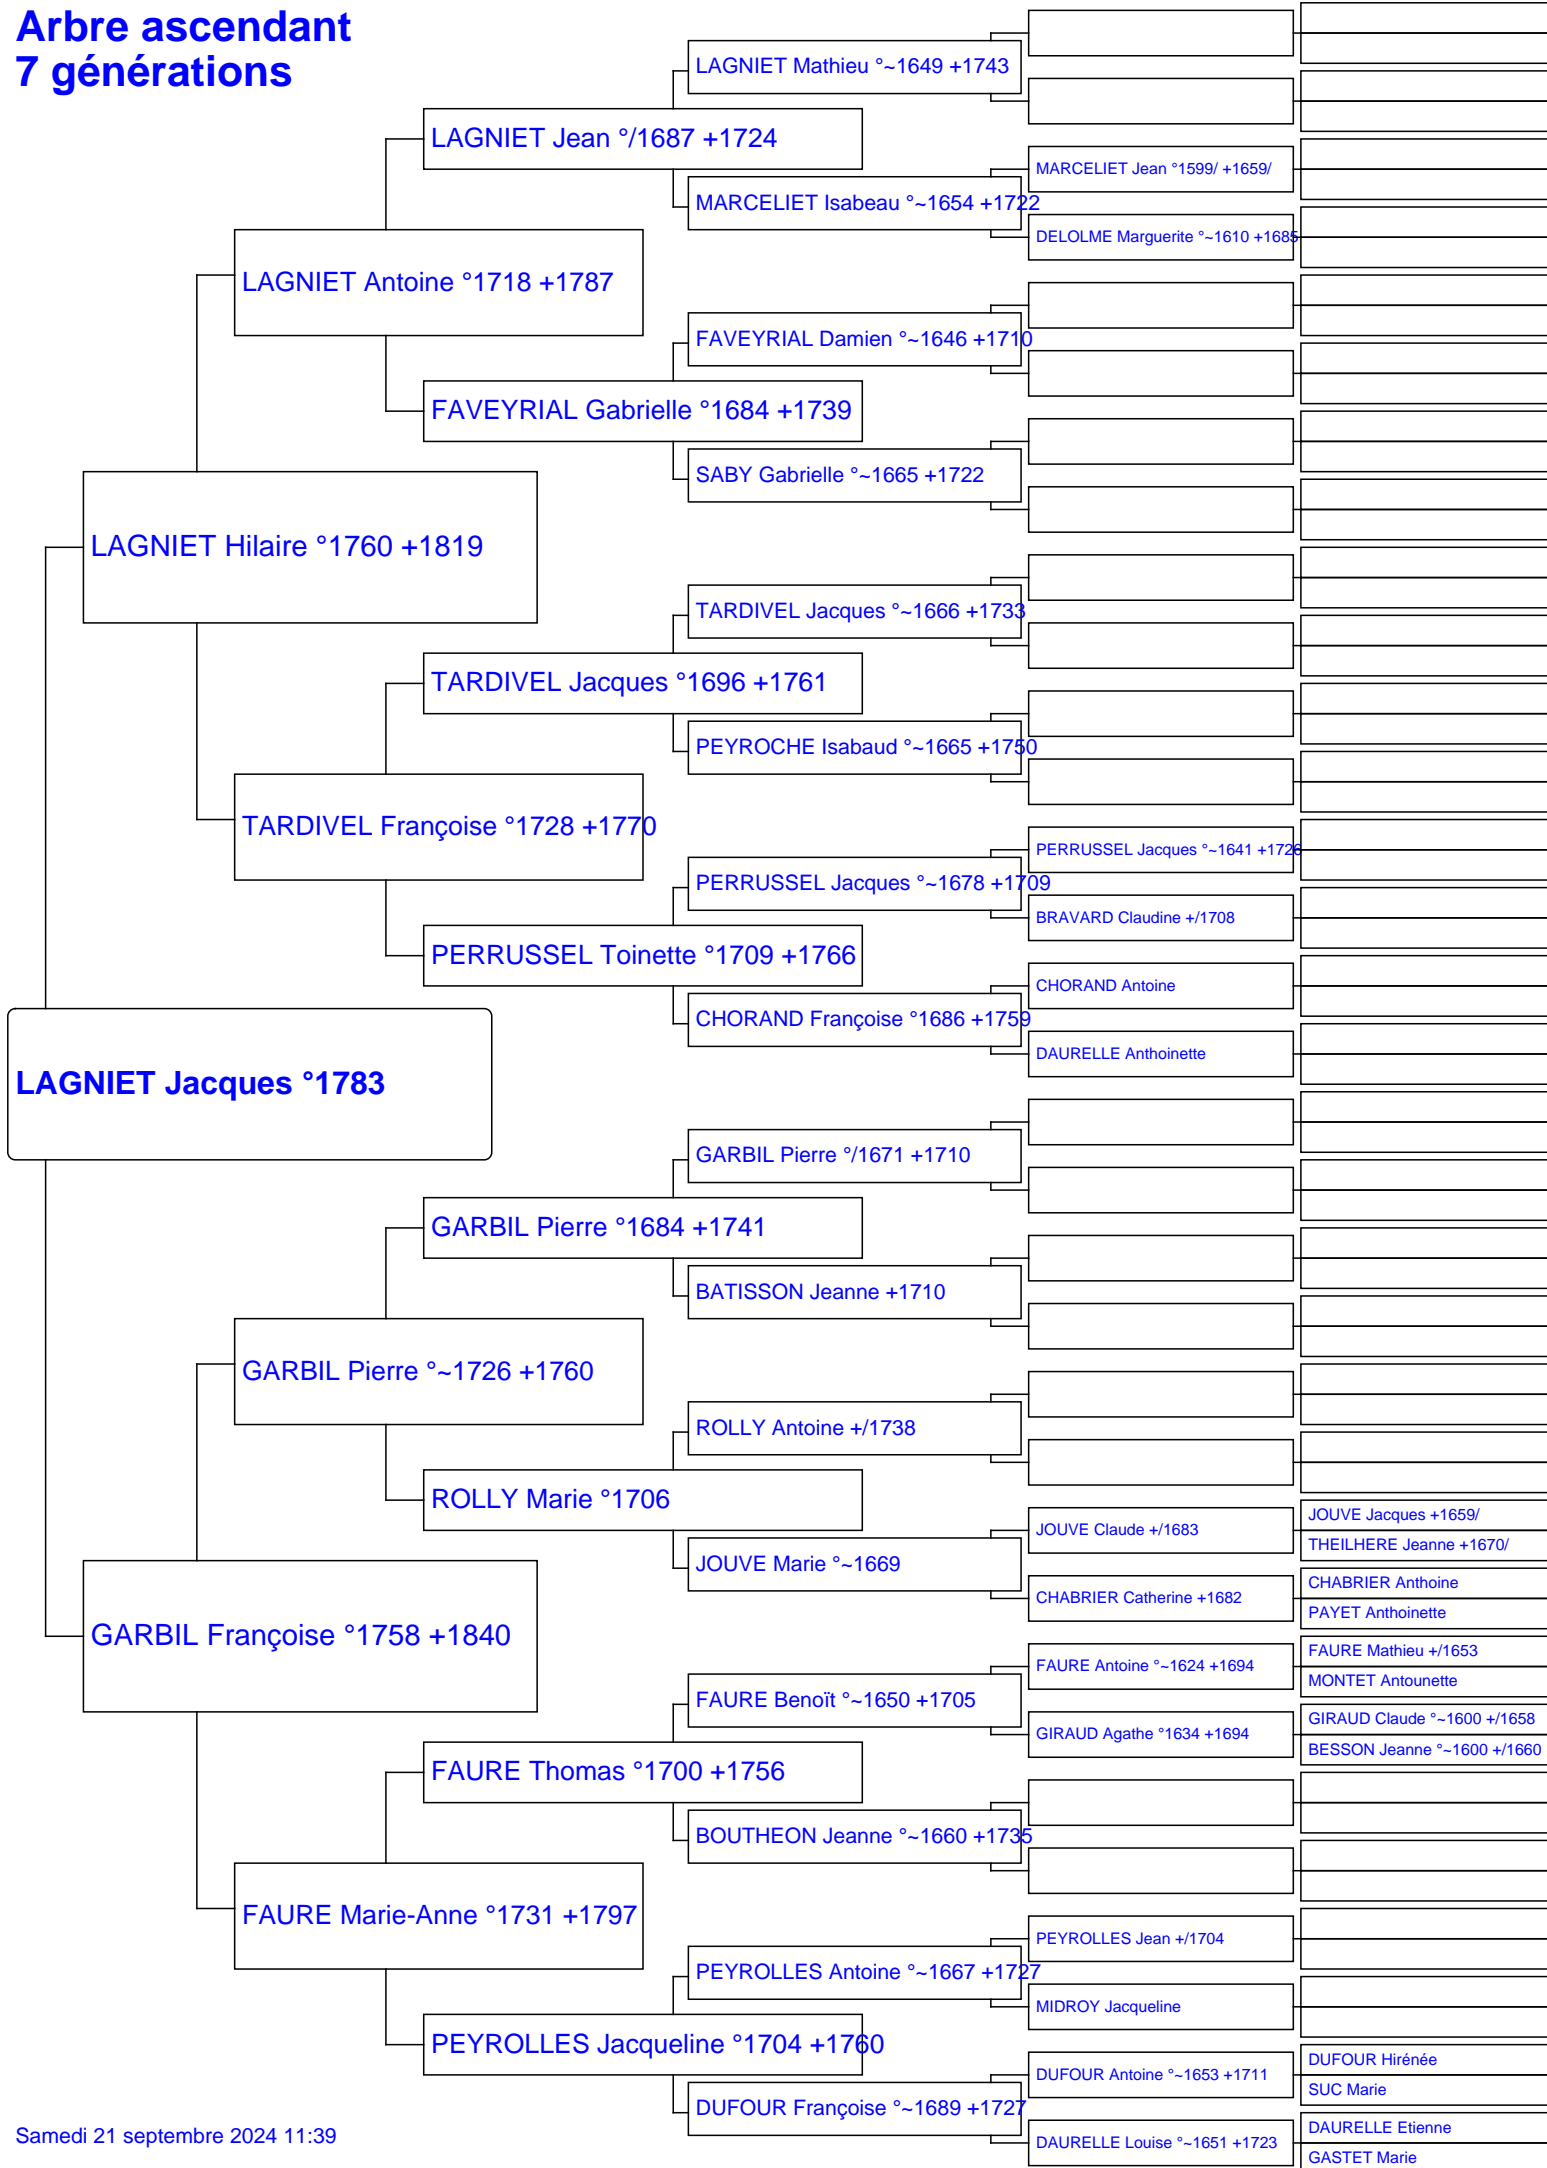 Arbre ascendant
7 générations
LAGNIET Jacques °1783
LAGNIET Hilaire °1760 +1819
GARBIL Françoise °1758 +1840
LAGNIET Antoine °1718 +1787
TARDIVEL Françoise °1728 +1770
GARBIL Pierre °~1726 +1760
FAURE Marie-Anne °1731 +1797
LAGNIET Jean °/1687 +1724
FAVEYRIAL Gabrielle °1684 +1739
TARDIVEL Jacques °1696 +1761
PERRUSSEL Toinette °1709 +1766
GARBIL Pierre °1684 +1741
ROLLY Marie °1706
FAURE Thomas °1700 +1756
PEYROLLES Jacqueline °1704 +1760
LAGNIET Mathieu °~1649 +1743
MARCELIET Isabeau °~1654 +1722
FAVEYRIAL Damien °~1646 +1710
SABY Gabrielle °~1665 +1722
TARDIVEL Jacques °~1666 +1733
PEYROCHE Isabaud °~1665 +1750
PERRUSSEL Jacques °~1678 +1709
CHORAND Françoise °1686 +1759
GARBIL Pierre °/1671 +1710
BATISSON Jeanne +1710
ROLLY Antoine +/1738
JOUVE Marie °~1669
FAURE Benoït °~1650 +1705
BOUTHEON Jeanne °~1660 +1735
PEYROLLES Antoine °~1667 +1727
DUFOUR Françoise °~1689 +1727
MARCELIET Jean °1599/ +1659/
DELOLME Marguerite °~1610 +1685
PERRUSSEL Jacques °~1641 +1726
BRAVARD Claudine +/1708
CHORAND Antoine
DAURELLE Anthoinette
JOUVE Claude +/1683
CHABRIER Catherine +1682
FAURE Antoine °~1624 +1694
GIRAUD Agathe °1634 +1694
PEYROLLES Jean +/1704
MIDROY Jacqueline
DUFOUR Antoine °~1653 +1711
DAURELLE Louise °~1651 +1723
JOUVE Jacques +1659/
THEILHERE Jeanne +1670/
CHABRIER Anthoine
PAYET Anthoinette
FAURE Mathieu +/1653
MONTET Antounette
GIRAUD Claude °~1600 +/1658
BESSON Jeanne °~1600 +/1660
DUFOUR Hirénée
SUC Marie
DAURELLE Etienne
GASTET Marie
Samedi 21 septembre 2024 11:39